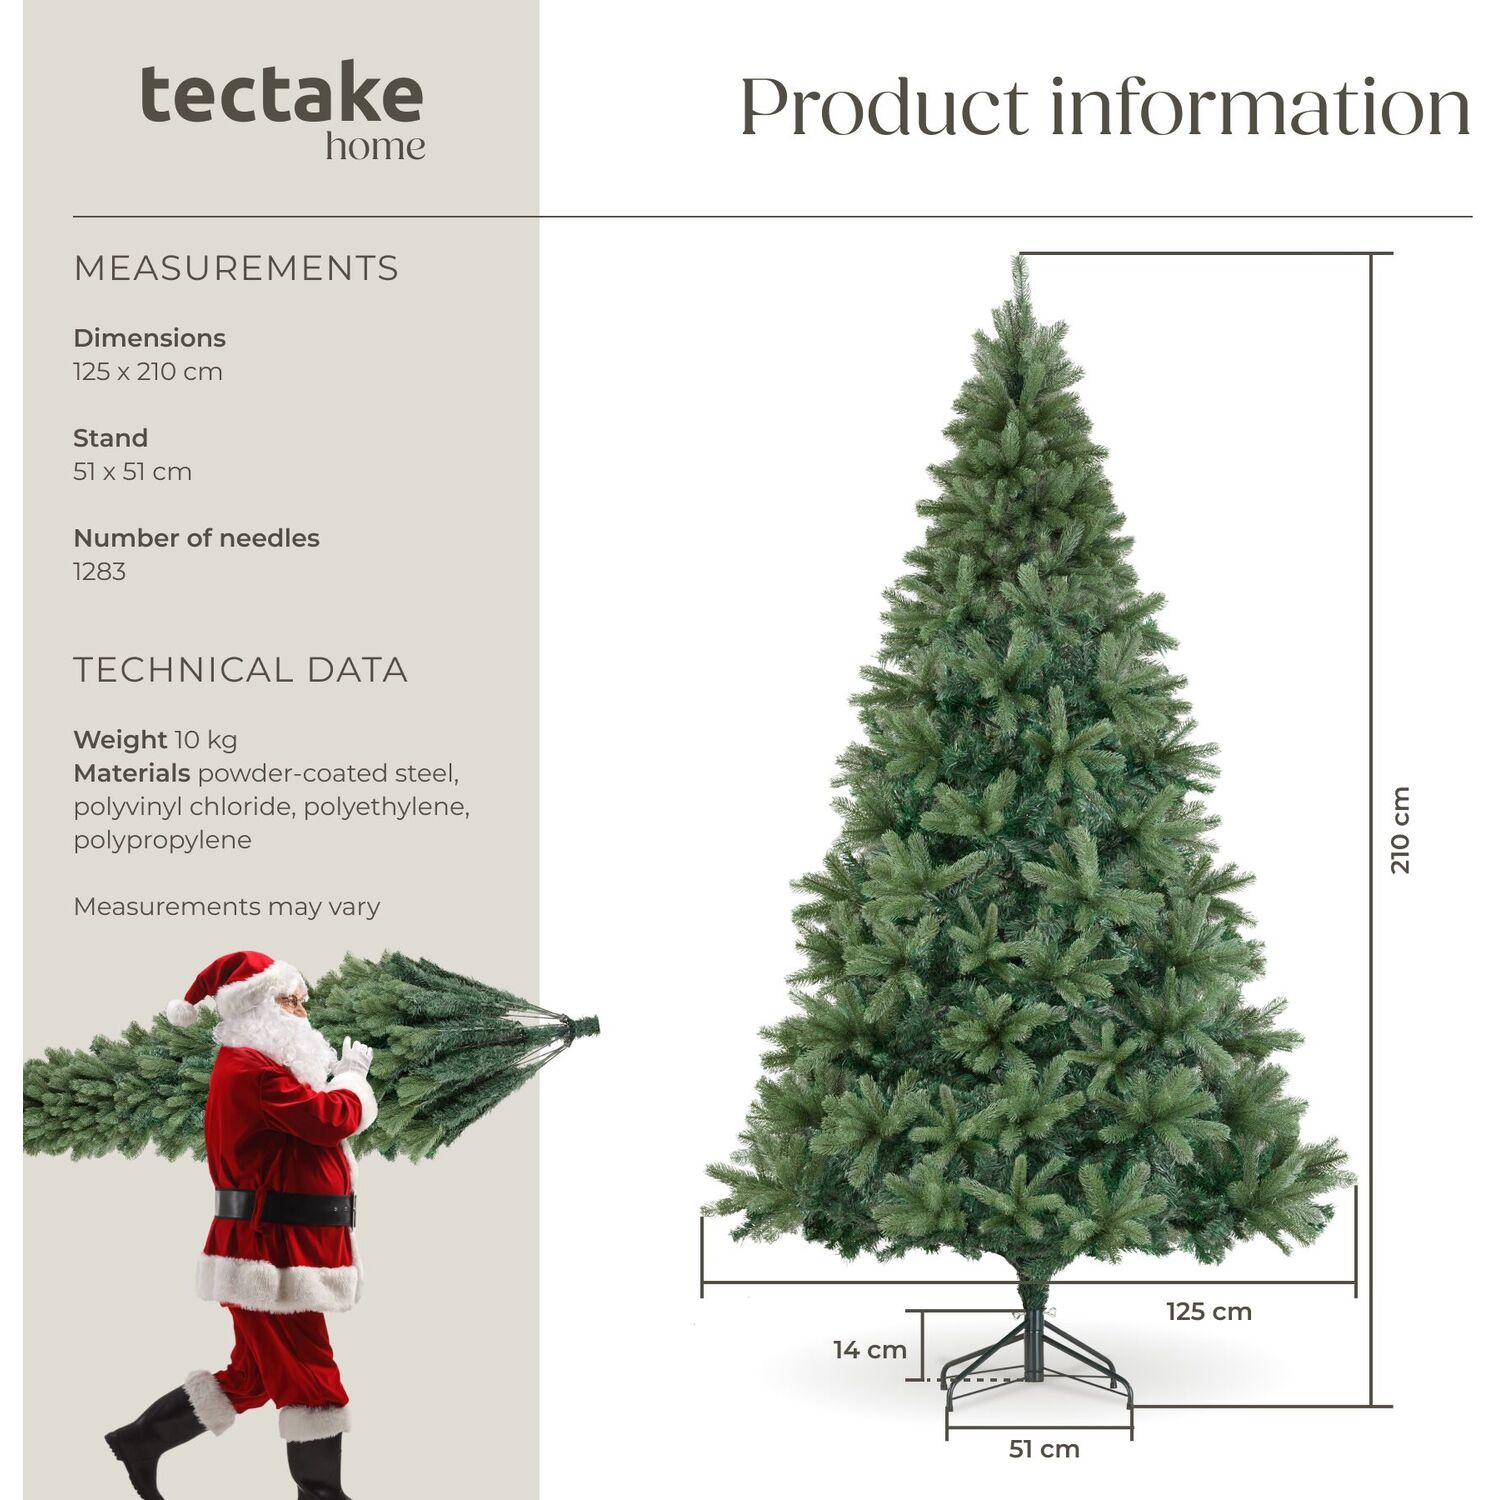 tectake
home
Product information
MEASUREMENTS
Dimensions
125 x 210 cm
Stand
51 x 51 cm
Number of needles
1283
TECHNICAL DATA
Weight 10 kg
Materials powder-coated steel,
polyvinyl chloride, polyethylene,
polypropylene
Measurements may vary
210 cm
125 cm
14 cm
51 cm